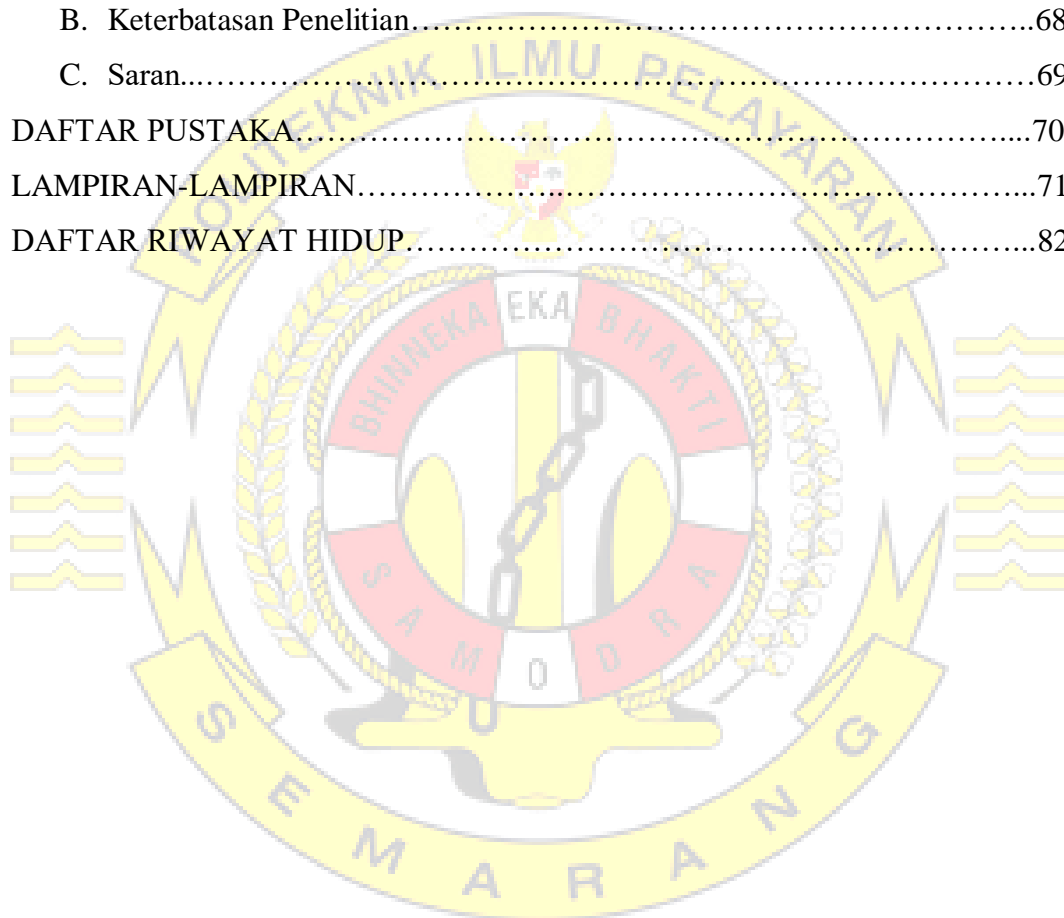 B. Keterbatasan Penelitian……………………………………………………..68
C. Saran...……………………………………………………………………69
DAFTAR PUSTAKA……………………………………………………………...70
LAMPIRAN-LAMPIRAN………………………………………………………...71
DAFTAR RIWAYAT HIDUP…………………………………………………...82
POLITEKNIK ILMU PELAYARAN
BHINNEKA EKA BHAKTI
SAMODRA
SEMARANG